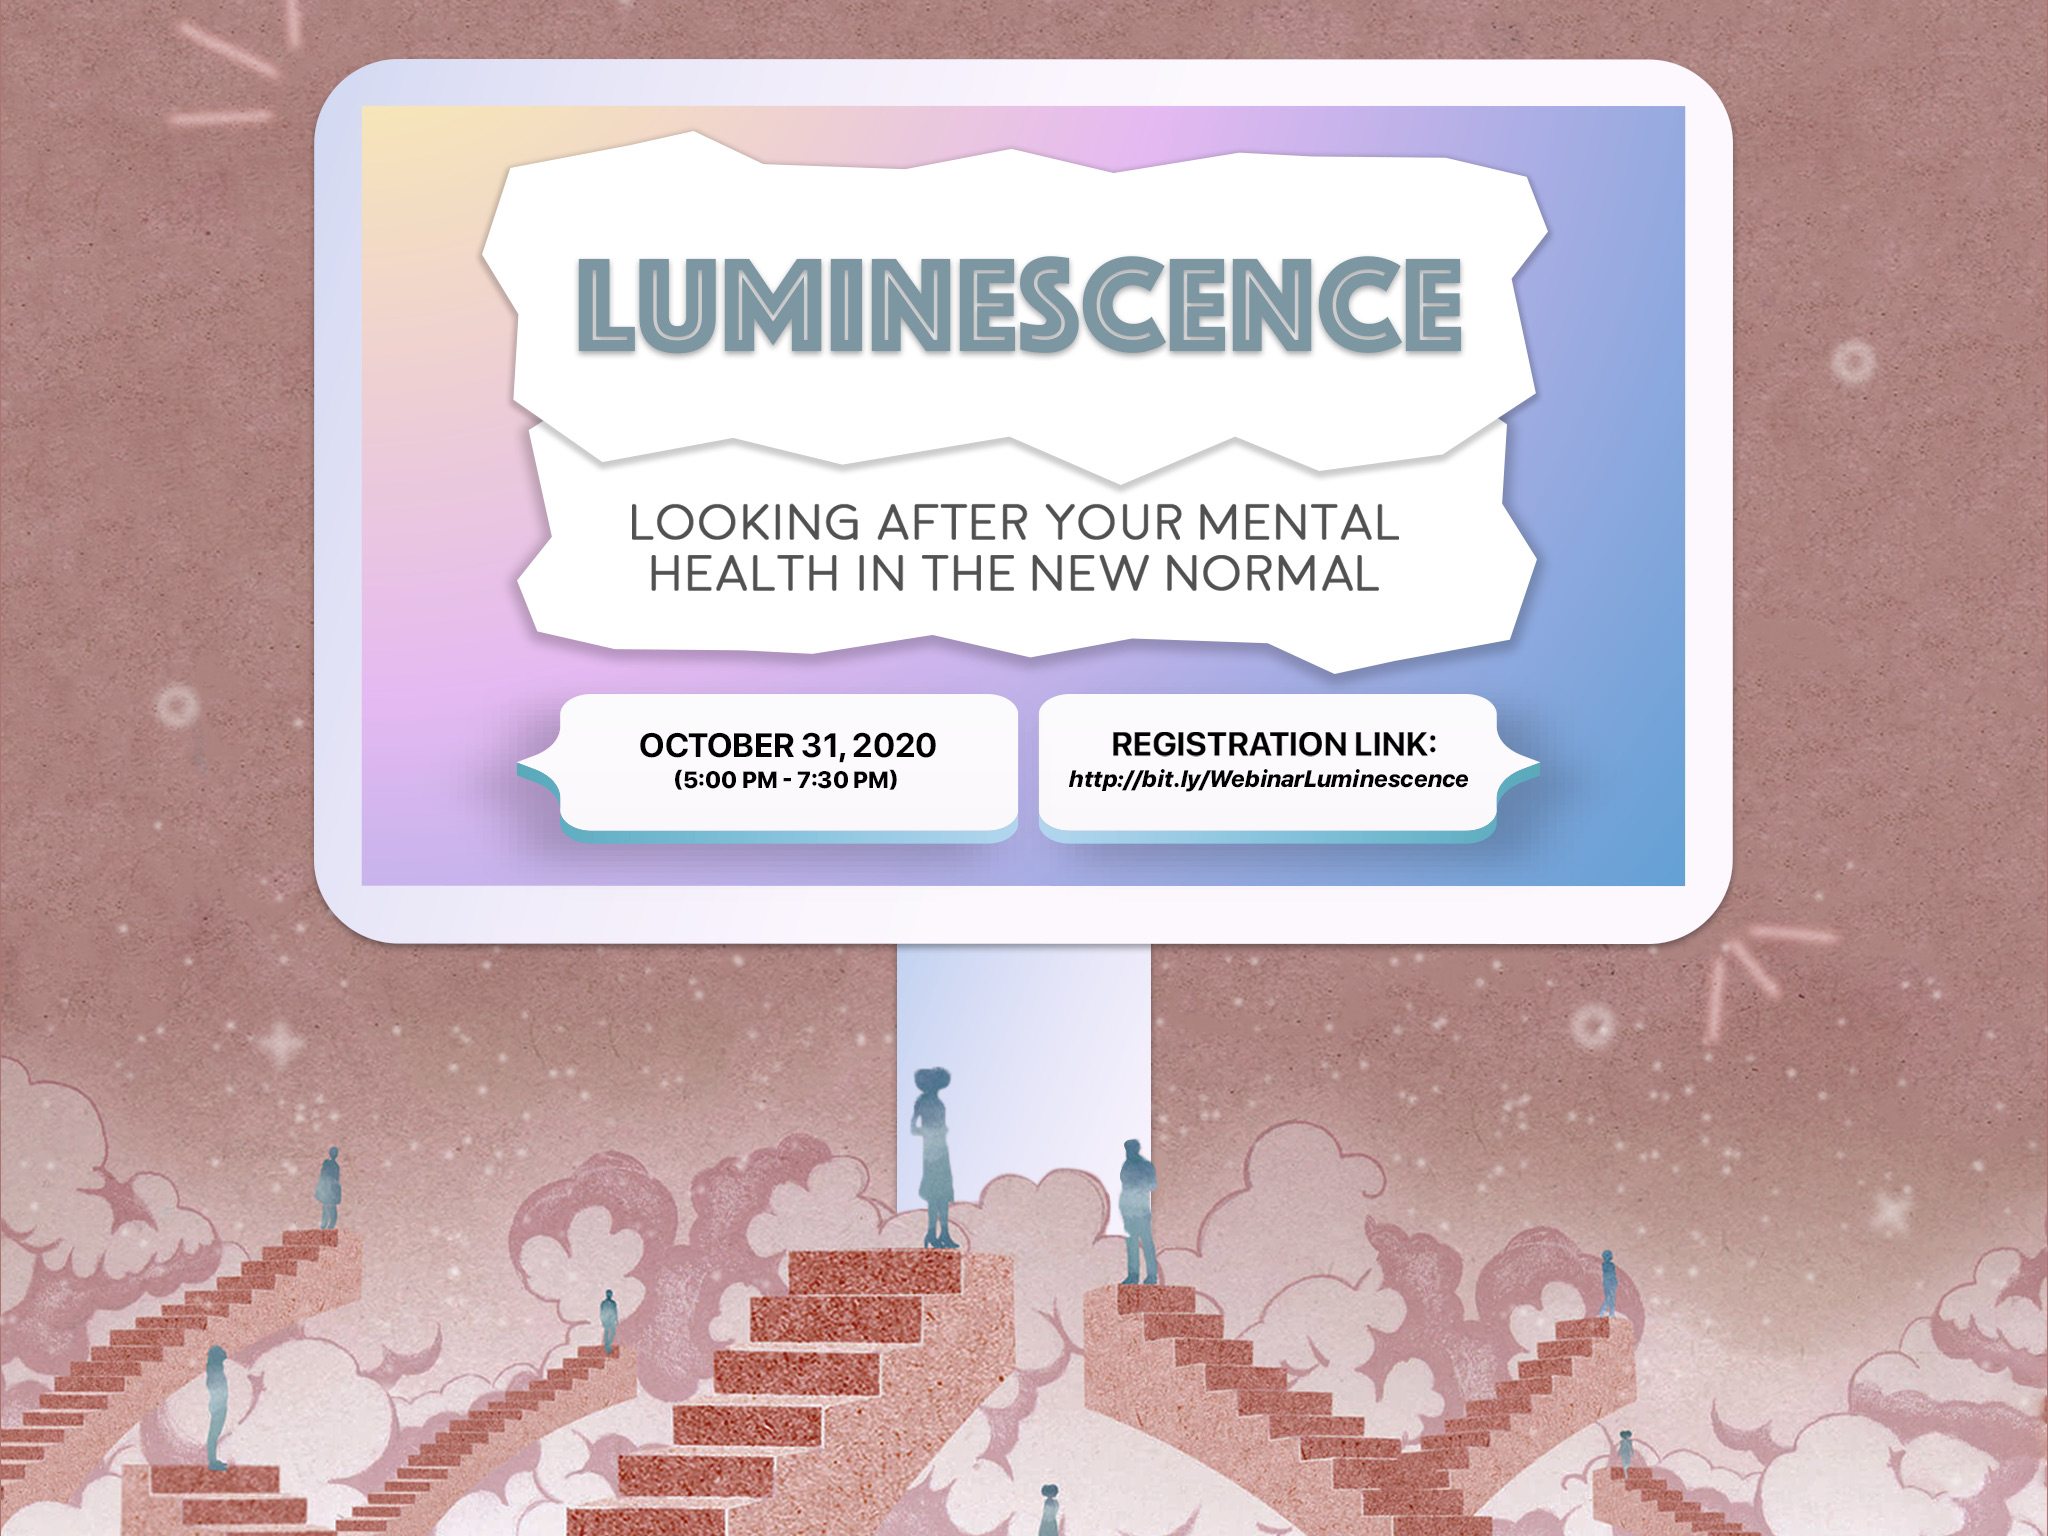 LUMINESCENCE
LOOKING AFTER YOUR MENTAL
HEALTH IN THE NEW NORMAL
OCTOBER 31, 2020
(5:00 PM - 7:30 PM)
REGISTRATION LINK:
http://bit.ly/WebinarLuminescence